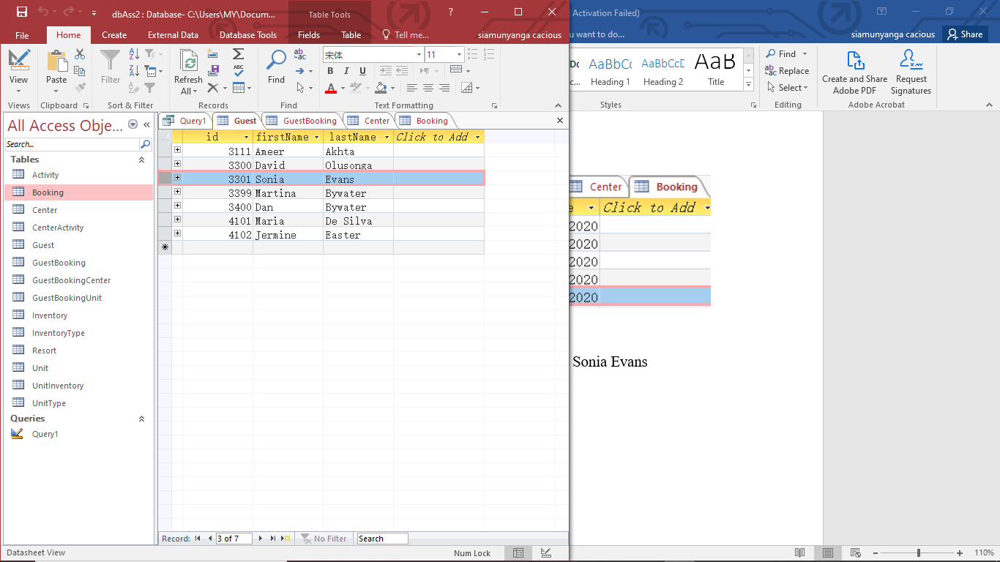 dbAss2 : Database- C:\Users\MY\Docum...
Table Tools
?
Activation Failed)
File
Home
Create
External Data
Database Tools
Fields
Table
Tell me...
siamunyanga cacious
u want to do...
siamunyanga cacious
Share
View
Views
Paste
Clipboard
Filter
Sort & Filter
Refresh
All
Records
ABC
Find
ab
ac
Find
宋体
11
B I U
A
ab
Text Formatting
AaBbCc
Heading 1
AaBbCcD
Heading 2
AaB
Title
Styles
Find
Replace
Select
Editing
Create and Share
Adobe PDF
Request
Signatures
Adobe Acrobat
All Access Obje...
Search...
Tables
Activity
Booking
Center
CenterActivity
Guest
GuestBooking
GuestBookingCenter
GuestBookingUnit
Inventory
InventoryType
Resort
Unit
UnitInventory
UnitType
Queries
Query1
Query1
Guest
GuestBooking
Center
Booking
id firstName lastName Click to Add
3111 Ameer Akhta
3300 David Olusonga
3301 Sonia Evans
3399 Martina Bywater
3400 Dan Bywater
4101 Maria De Silva
4102 Jermine Easter
Center
Booking
Click to Add
2020
2020
2020
2020
2020
Sonia Evans
Record: 3 of 7 No Filter Search
Datasheet View
Num Lock
110%